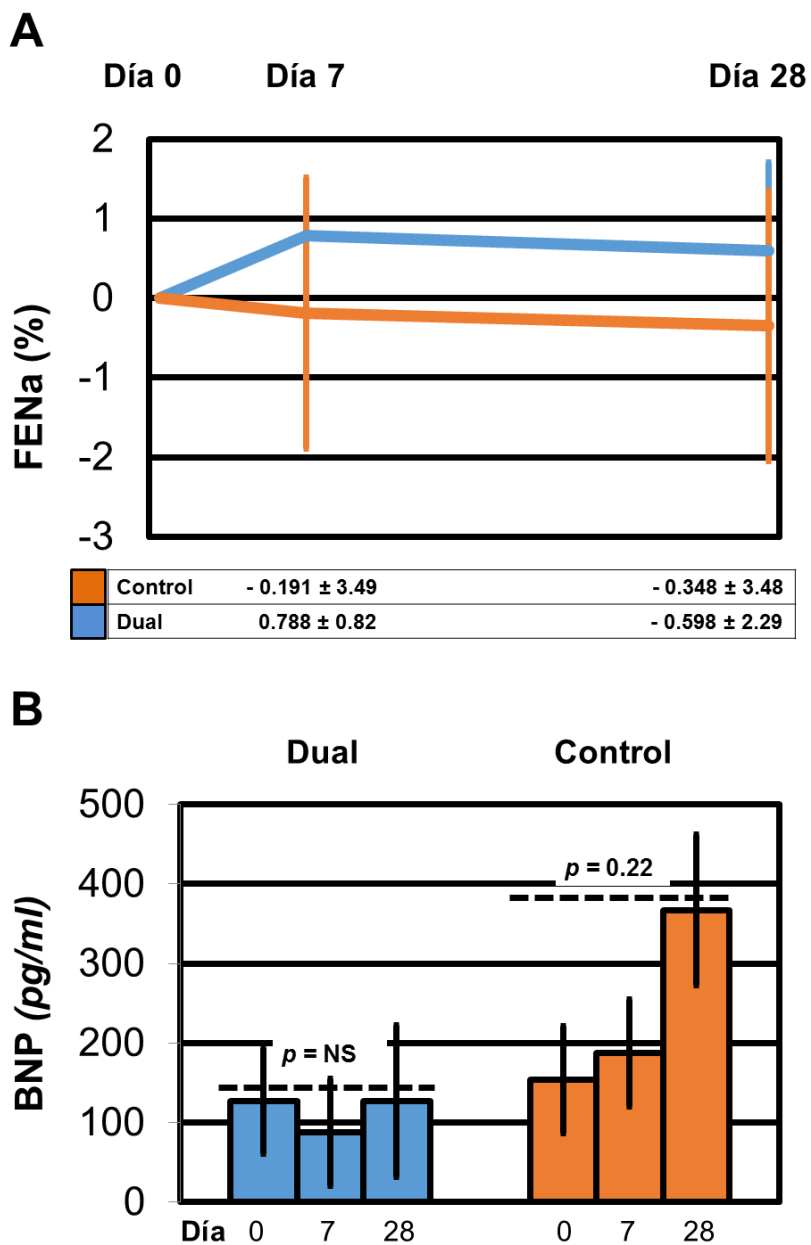 A
Día 0 Día 7 Día 28
2
1
0
-1
-2
-3
FENa (%)
Control - 0.191 ± 3.49 - 0.348 ± 3.48
Dual 0.788 ± 0.82 - 0.598 ± 2.29
B
Dual Control
500
400
300
200
100
0
BNP (pg/ml)
p = 0.22
p = NS
Día 0 7 28 0 7 28